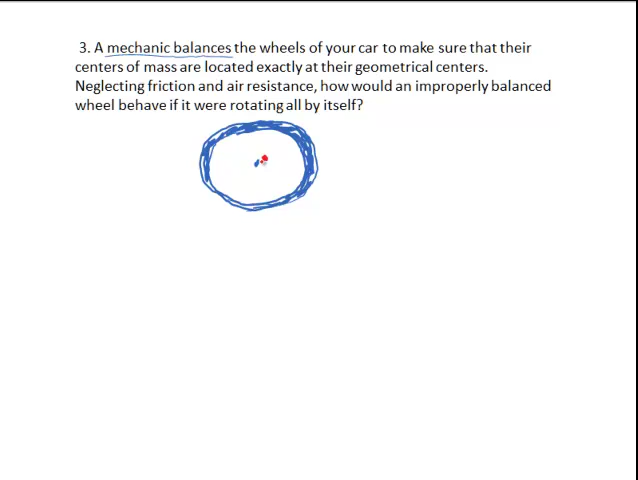 3. A mechanic balances the wheels of your car to make sure that their
centers of mass are located exactly at their geometrical centers.
Neglecting friction and air resistance, how would an improperly balanced
wheel behave if it were rotating all by itself?